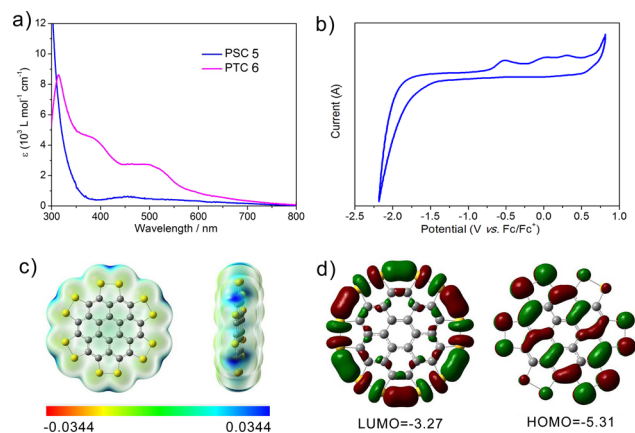 a)
ε (10³ L mol⁻¹ cm⁻¹)
12
10
8
6
4
2
0
PSC 5
PTC 6
300 400 500 600 700 800
Wavelength / nm
b)
Current (A)
-2.5 -2.0 -1.5 -1.0 -0.5 0.0 0.5 1.0
Potential (V vs. Fc/Fc⁺)
c)
-0.0344 0.0344
d)
LUMO=-3.27 HOMO=-5.31